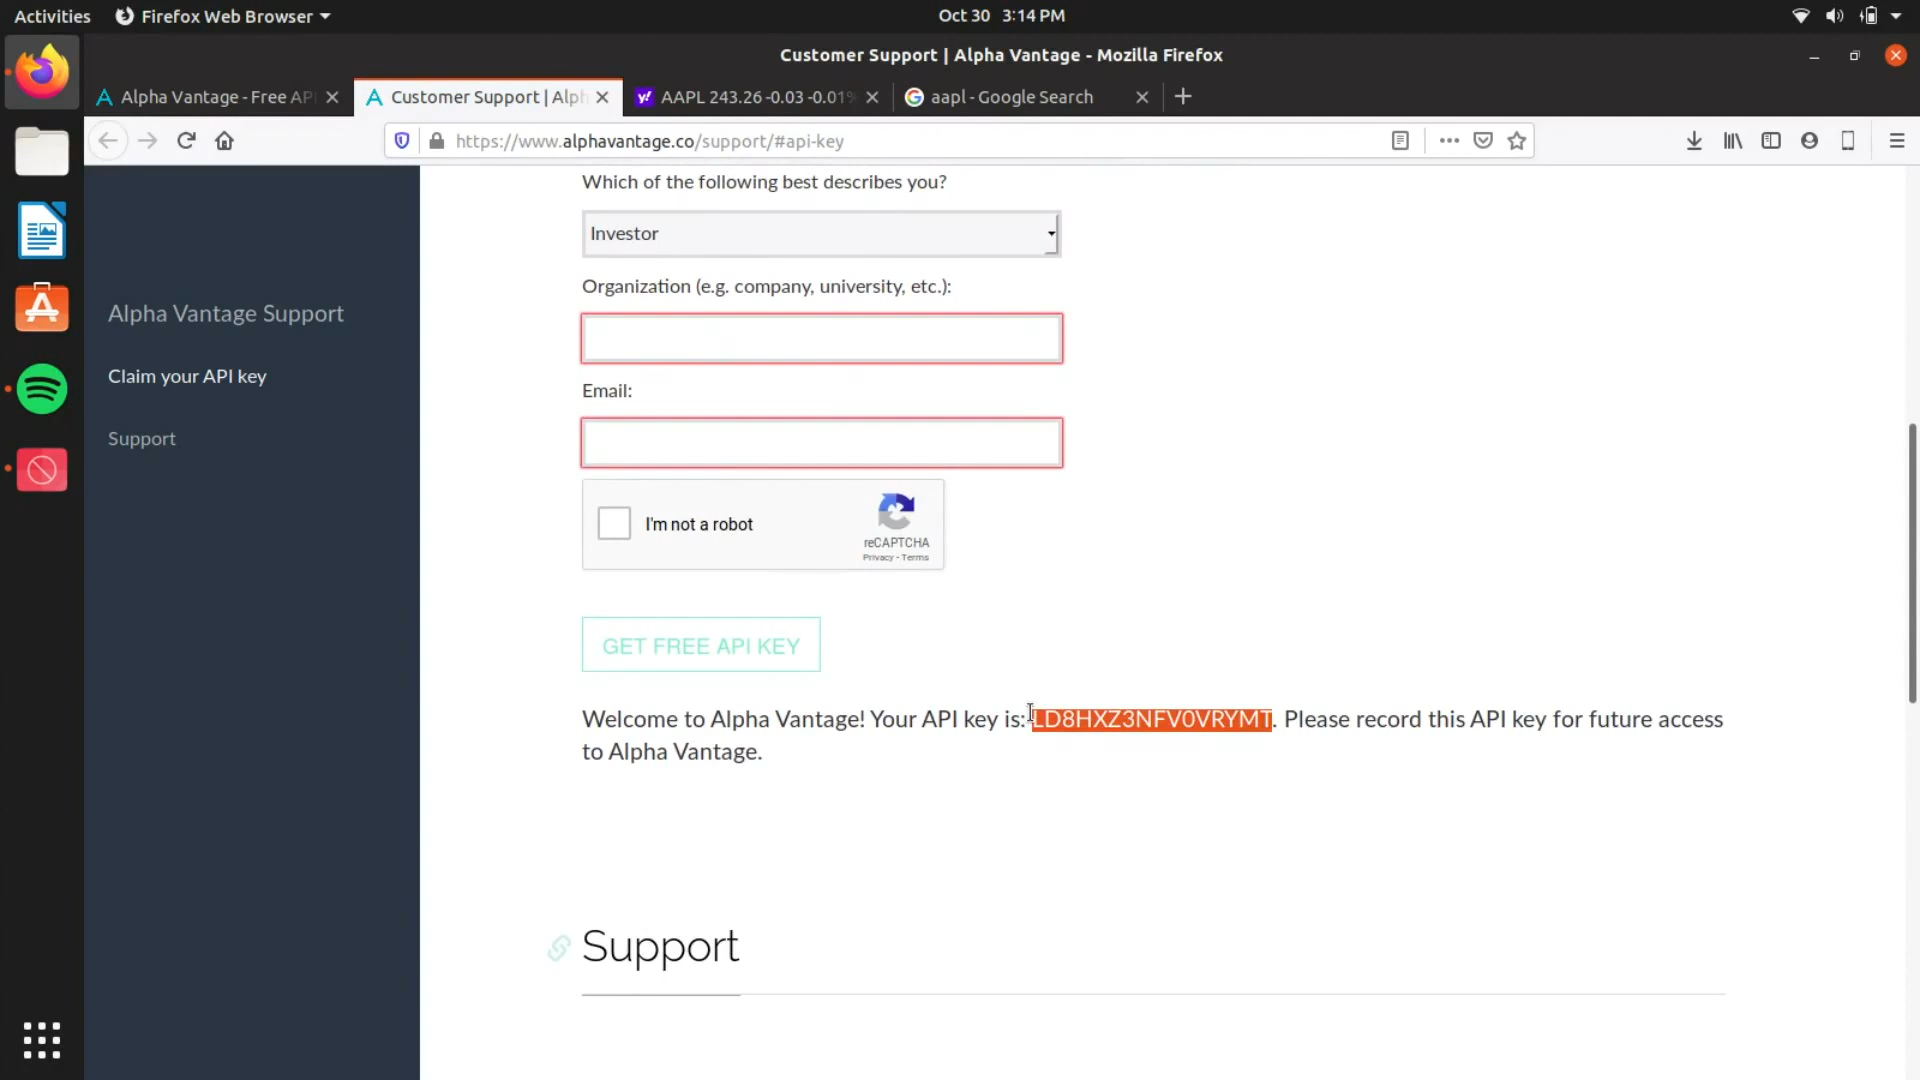 Activities Firefox Web Browser Oct 30 3:14 PM
Customer Support | Alpha Vantage - Mozilla Firefox
Alpha Vantage - Free API Customer Support | Alph AAPL 243.26 -0.03 -0.01% aapl - Google Search
https://www.alphavantage.co/support/#api-key
Which of the following best describes you?
Investor
Organization (e.g. company, university, etc.):
Alpha Vantage Support
Claim your API key
Email:
Support
I'm not a robot
reCAPTCHA
Privacy - Terms
GET FREE API KEY
Welcome to Alpha Vantage! Your API key is: LD8HXZ3NFV0VRYMT. Please record this API key for future access
to Alpha Vantage.
Support